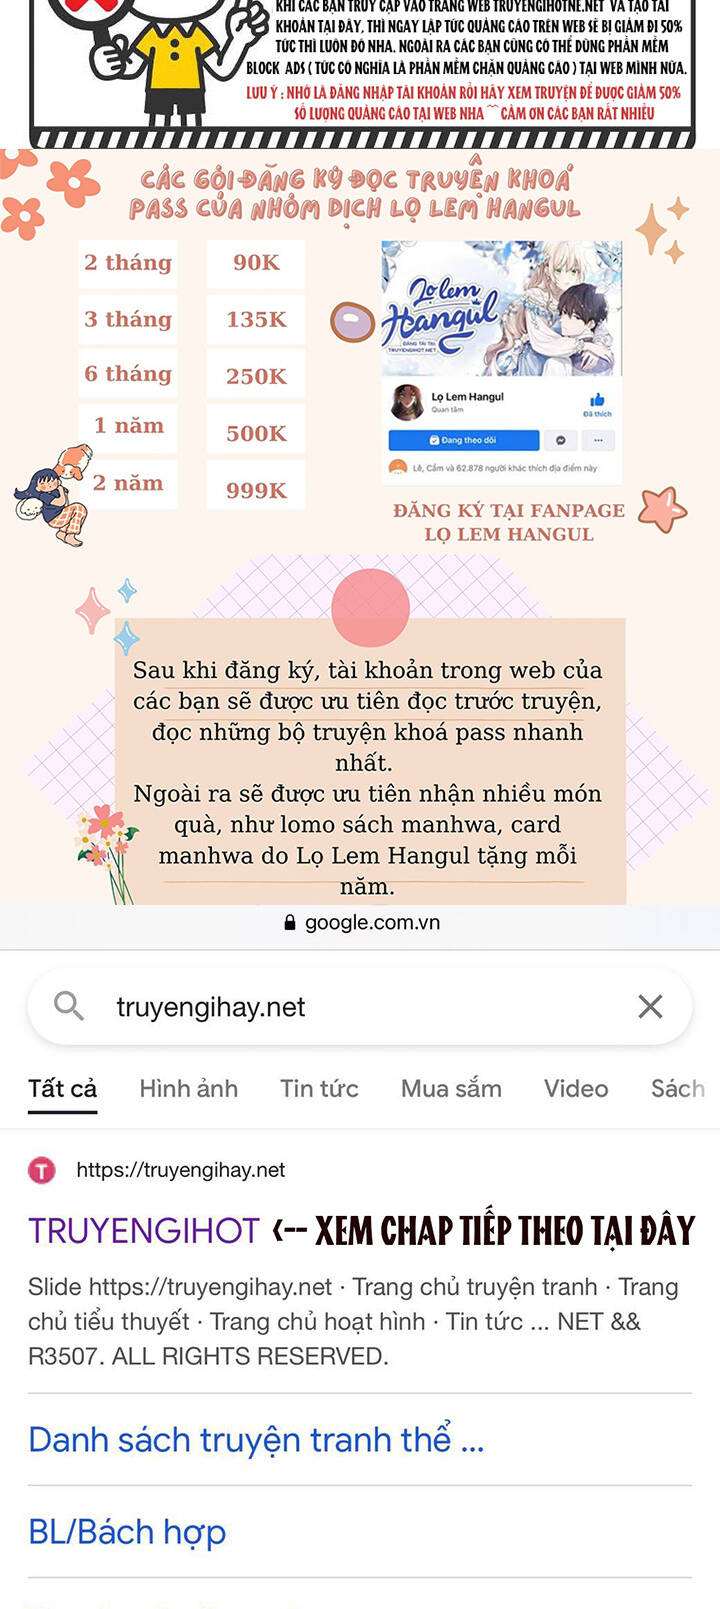 KHI CÁC BẠN TRUY CẬP VÀO TRANG WEB TRUYENGIHOTNE.NET VÀ TẠO TÀI
KHOẢN TẠI ĐÂY, THÌ NGAY LẬP TỨC QUẢNG CÁO TRÊN WEB SẼ BỊ GIẢM ĐI 50%
TỨC THÌ LUÔN ĐÓ NHA. NGOÀI RA CÁC BẠN CŨNG CÓ THỂ DÙNG PHẦN MỀM
BLOCK ADS ( TỨC CÓ NGHĨA LÀ PHẦN MỀM CHẶN QUẢNG CÁO ) TẠI WEB MÌNH NỮA.
LƯU Ý : NHỚ LÀ ĐĂNG NHẬP TÀI KHOẢN RỒI HÃY XEM TRUYỆN ĐỂ ĐƯỢC GIẢM 50%
SỐ LƯỢNG QUẢNG CÁO TẠI WEB NHA ^^ CẢM ƠN CÁC BẠN RẤT NHIỀU
CÁC GÓI ĐĂNG KÝ ĐỌC TRUYỆN KHOÁ
PASS CỦA NHÓM DỊCH LỌ LEM HANGUL
2 tháng 90K
3 tháng 135K
6 tháng 250K
1 năm 500K
2 năm 999K
Lọ lem
Hangul
ĐĂNG TẢI TẠI
TRUYENGIHOT.NET
Lọ Lem Hangul
Quan tâm
Đã thích
Đang theo dõi
Lê, Cẩm và 62.878 người khác thích địa điểm này
ĐĂNG KÝ TẠI FANPAGE
LỌ LEM HANGUL
Sau khi đăng ký, tài khoản trong web của
các bạn sẽ được ưu tiên đọc trước truyện,
đọc những bộ truyện khoá pass nhanh
nhất.
Ngoài ra sẽ được ưu tiên nhận nhiều món
quà, như lomo sách manhwa, card
manhwa do Lọ Lem Hangul tặng mỗi
năm.
google.com.vn
truyengihay.net
Tất cả Hình ảnh Tin tức Mua sắm Video Sách
T https://truyengihay.net
TRUYENGIHOT <-- XEM CHAP TIẾP THEO TẠI ĐÂY
Slide https://truyengihay.net · Trang chủ truyện tranh · Trang
chủ tiểu thuyết · Trang chủ hoạt hình · Tin tức ... NET &&
R3507. ALL RIGHTS RESERVED.
Danh sách truyện tranh thể ...
BL/Bách hợp